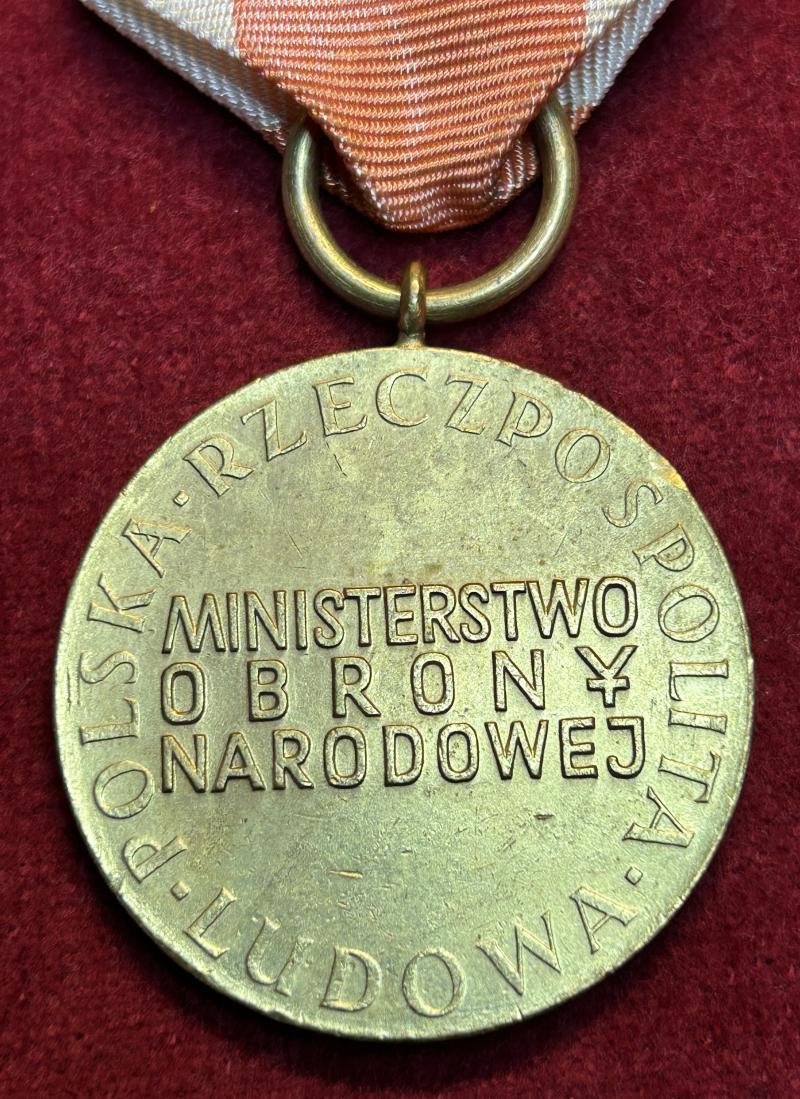 POLSKA · RZECZPOSPOLITA · LUDOWA ·
MINISTERSTWO
OBRONY
NARODOWEJ